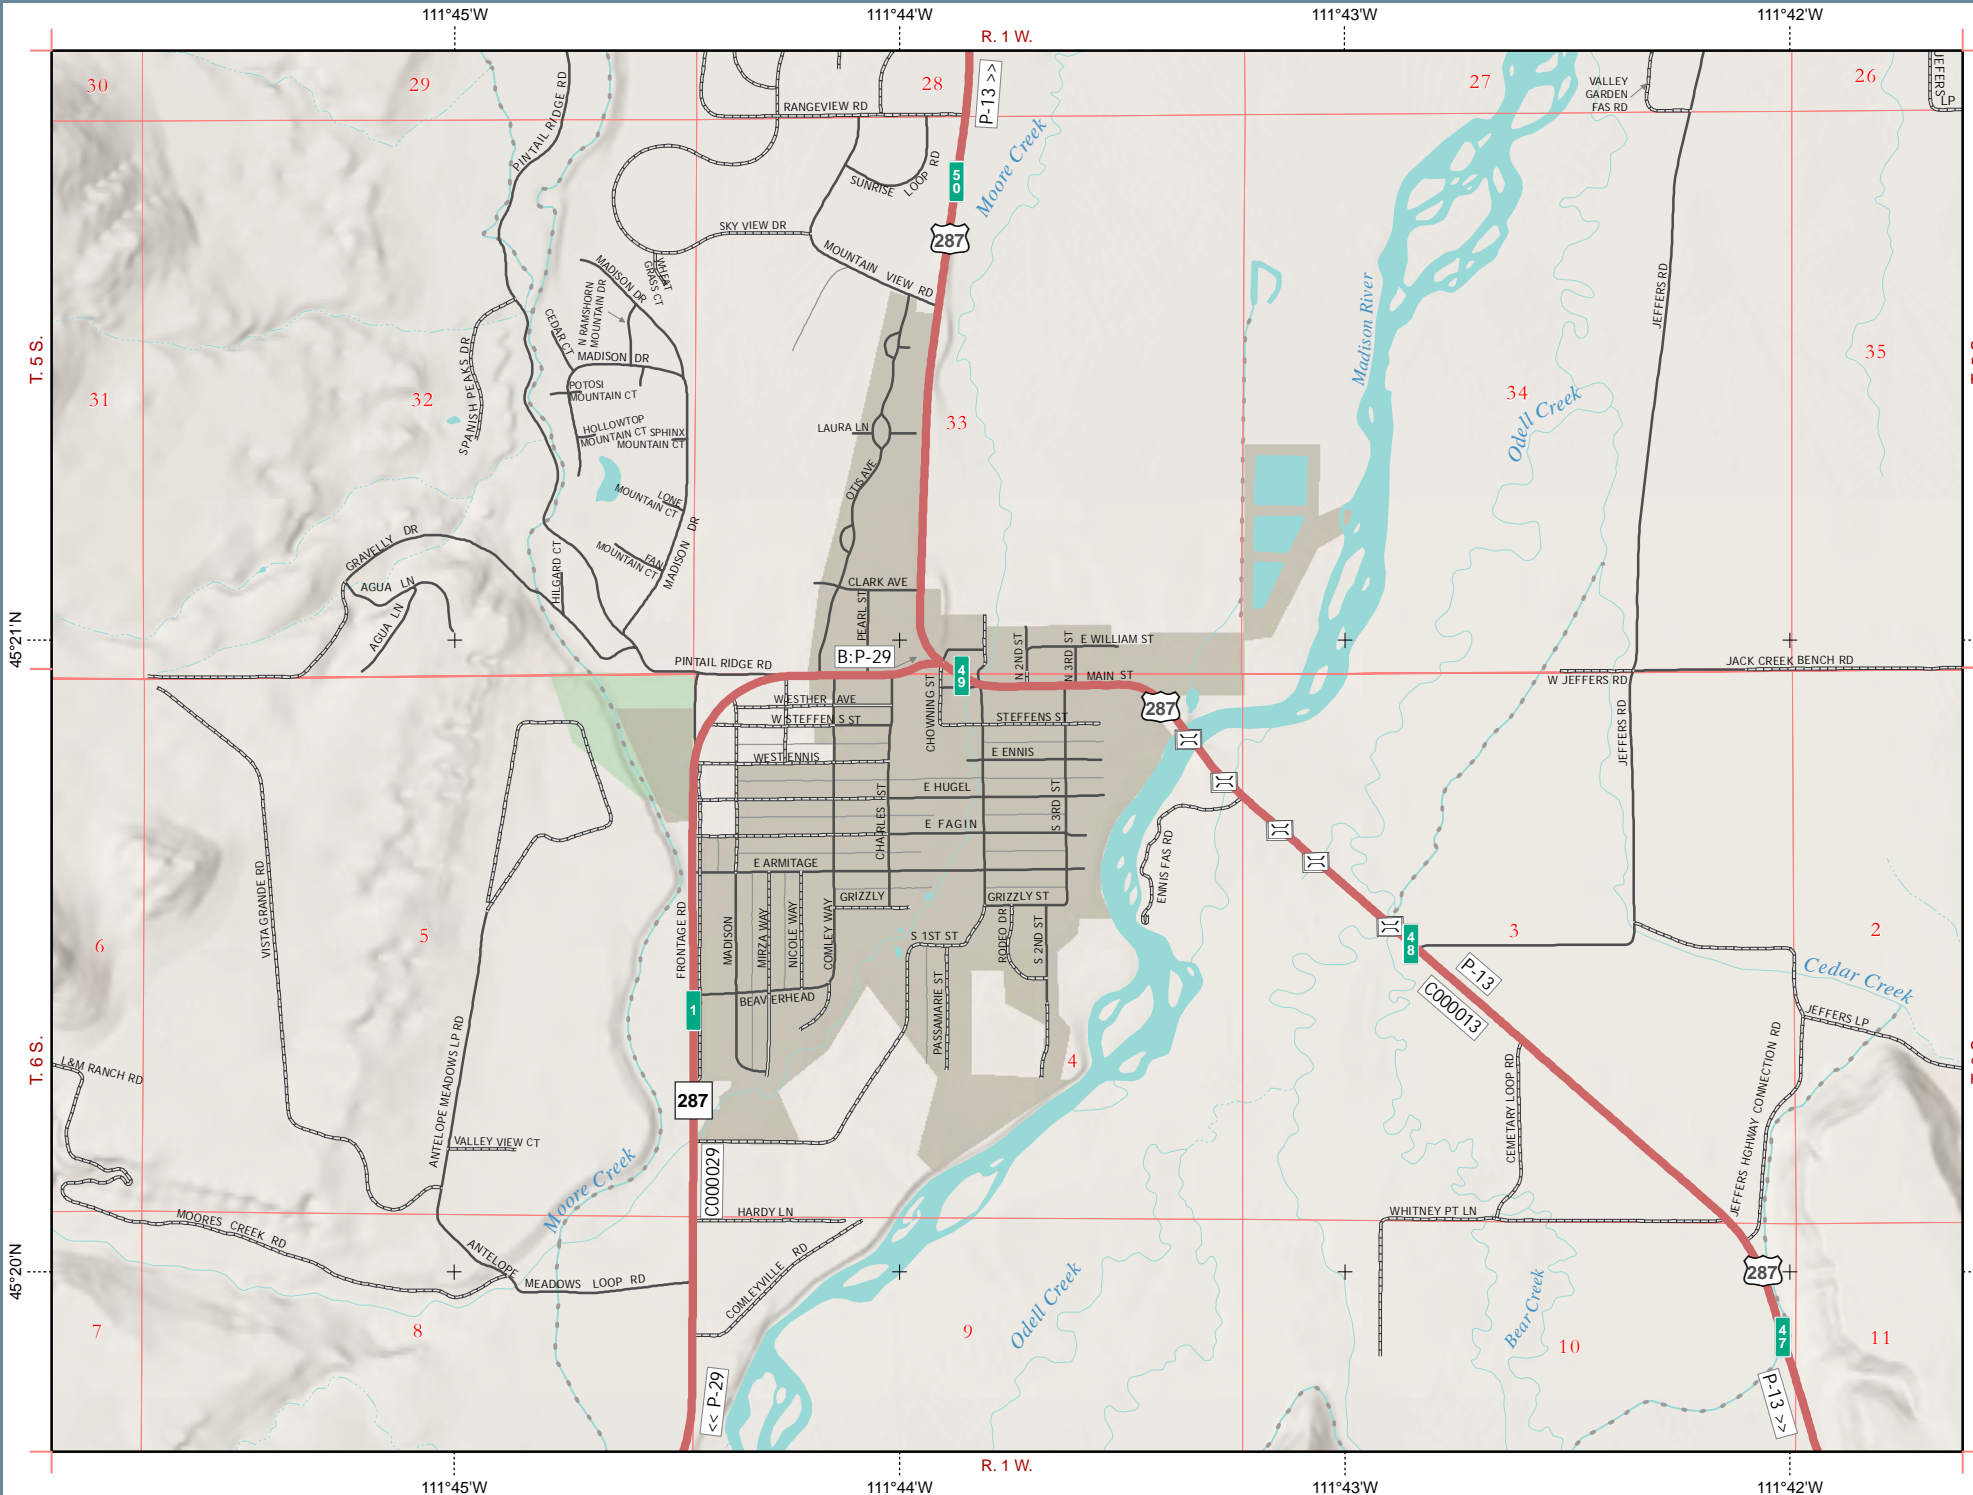 111°45'W
111°44'W
111°43'W
111°42'W
R. 1 W.
30
29
28
27
26
PINTAIL RIDGE RD
RANGEVIEW RD
P-13 >>
VALLEY
GARDEN
FAS RD
JEFFERS
LP
50
Moore Creek
SUNRISE LOOP RD
SKY VIEW DR
287
MOUNTAIN VIEW RD
WHEAT
GRASS CT
MADISON DR
N RAMSHORN
MOUNTAIN DR
CEDAR CT
MADISON DR
SPANISH PEAKS DR
Madison River
JEFFERS RD
T. 5 S.
31
32
33
34
35
POTOSI
MOUNTAIN CT
HOLLOWTOP
MOUNTAIN CT
SPHINX
MOUNTAIN CT
LAURA LN
Odell Creek
OTIS AVE
LONE
MOUNTAIN CT
MADISON DR
FAN
MOUNTAIN CT
GRAVELLY DR
AGUA LN
AGUA LN
HILGARD CT
CLARK AVE
PEARL ST
45°21'N
B:P-29
PINTAIL RIDGE RD
49
N 2ND ST
N 3RD ST
E WILLIAM ST
MAIN ST
JACK CREEK BENCH RD
W JEFFERS RD
W ESTHER AVE
W STEFFENS ST
CHOWNING ST
STEFFENS ST
287
JEFFERS RD
WEST ENNIS
E ENNIS
E HUGEL
CHARLES ST
S 3RD ST
E FAGIN
E ARMITAGE
ENNIS FAS RD
VISTA GRANDE RD
GRIZZLY
GRIZZLY ST
FRONTAGE RD
MADISON
MIRZA WAY
NICOLE WAY
COMLEY WAY
S 1ST ST
RODEO DR
S 2ND ST
48
6
5
4
3
2
P-13
C000013
Cedar Creek
JEFFERS LP
1
BEAVERHEAD
PASSAMARIE ST
T. 6 S.
L&M RANCH RD
ANTELOPE MEADOWS LP RD
287
CEMETARY LOOP RD
JEFFERS HGHWAY CONNECTION RD
VALLEY VIEW CT
Moore Creek
C000029
MOORES CREEK RD
HARDY LN
WHITNEY PT LN
ANTELOPE
MEADOWS LOOP RD
COMLEYVILLE RD
45°20'N
287
Odell Creek
Bear Creek
47
7
8
9
10
11
<< P-29
P-13 >>
R. 1 W.
111°45'W
111°44'W
111°43'W
111°42'W